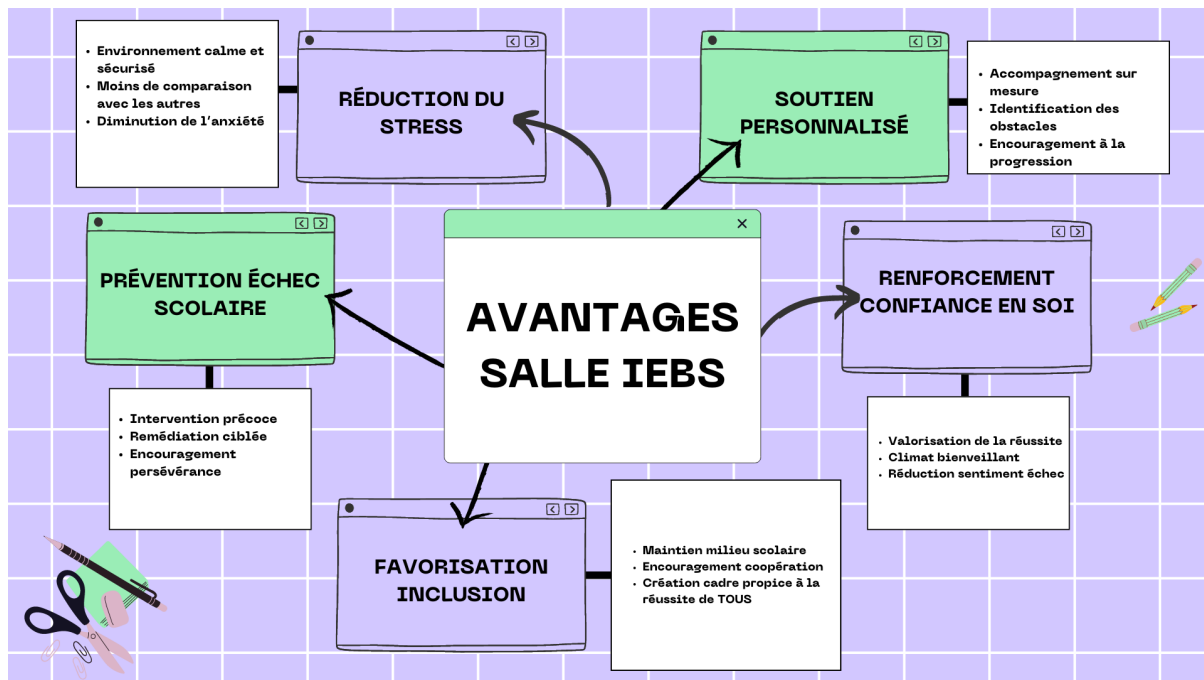 AVANTAGES
SALLE IEBS
RÉDUCTION DU
STRESS
• Environnement calme et
sécurisé
• Moins de comparaison
avec les autres
• Diminution de l'anxiété
SOUTIEN
PERSONNALISÉ
• Accompagnement sur
mesure
• Identification des
obstacles
• Encouragement à la
progression
PRÉVENTION ÉCHEC
SCOLAIRE
• Intervention précoce
• Remédiation ciblée
• Encouragement
persévérance
RENFORCEMENT
CONFIANCE EN SOI
• Valorisation de la réussite
• Climat bienveillant
• Réduction sentiment échec
FAVORISATION
INCLUSION
• Maintien milieu scolaire
• Encouragement coopération
• Création cadre propice à la
réussite de TOUS